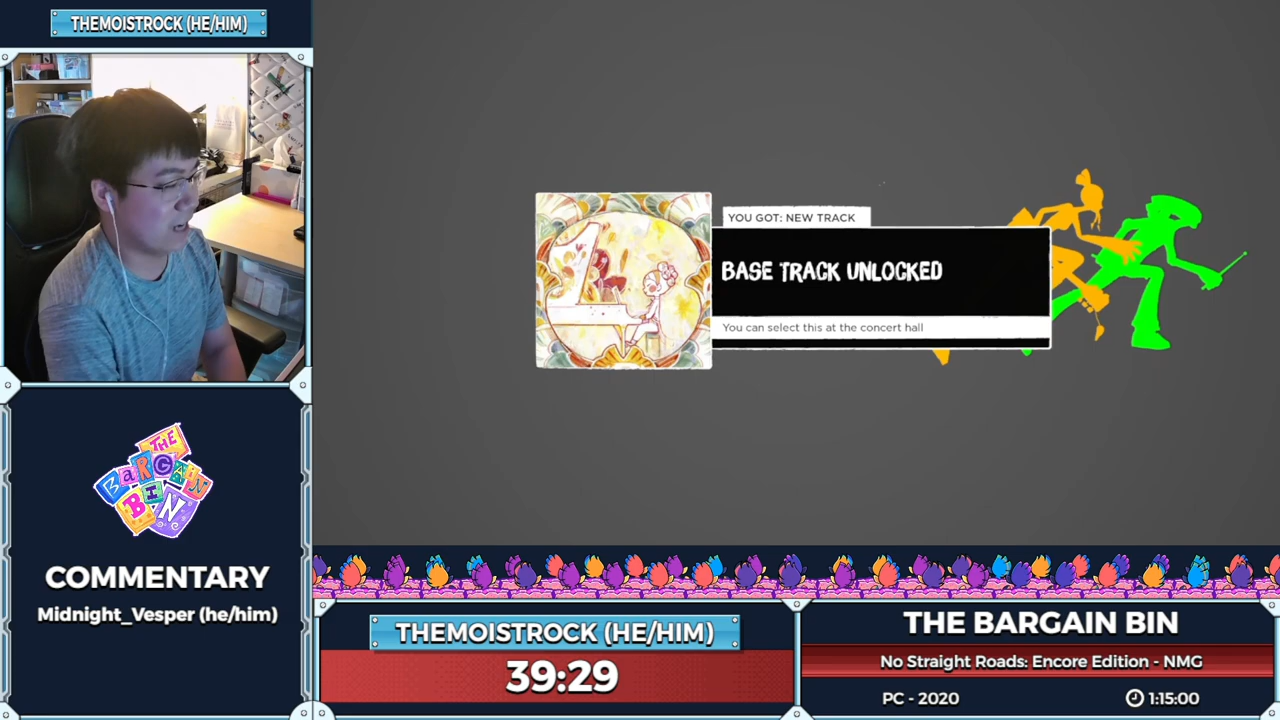 THEMOISTROCK (HE/HIM)
YOU GOT: NEW TRACK
BASE TRACK UNLOCKED
You can select this at the concert hall
THE
BARGAIN
BIN
COMMENTARY
Midnight_Vesper (he/him)
THEMOISTROCK (HE/HIM)
39:29
THE BARGAIN BIN
No Straight Roads: Encore Edition - NMG
PC - 2020
1:15:00